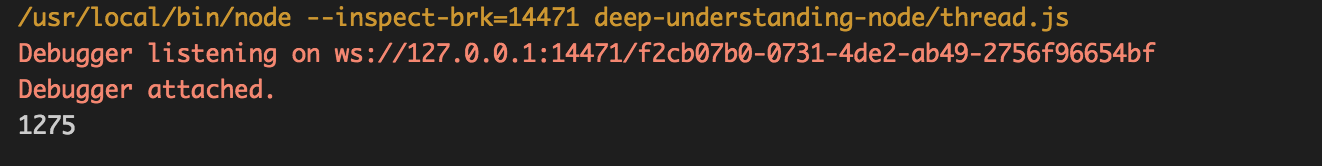 /usr/local/bin/node --inspect-brk=14471 deep-understanding-node/thread.js
Debugger listening on ws://127.0.0.1:14471/f2cb07b0-0731-4de2-ab49-2756f96654bf
Debugger attached.
1275